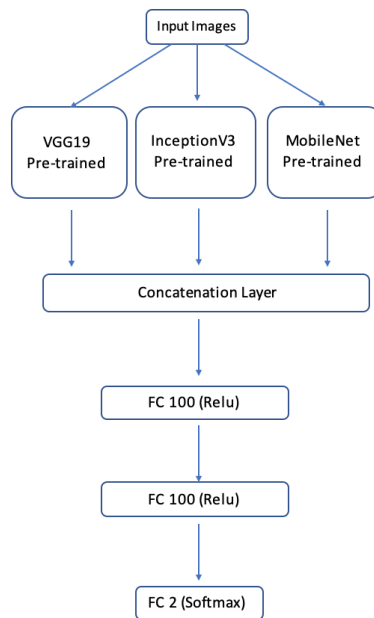 Input Images
VGG19
Pre-trained
InceptionV3
Pre-trained
MobileNet
Pre-trained
Concatenation Layer
FC 100 (Relu)
FC 100 (Relu)
FC 2 (Softmax)